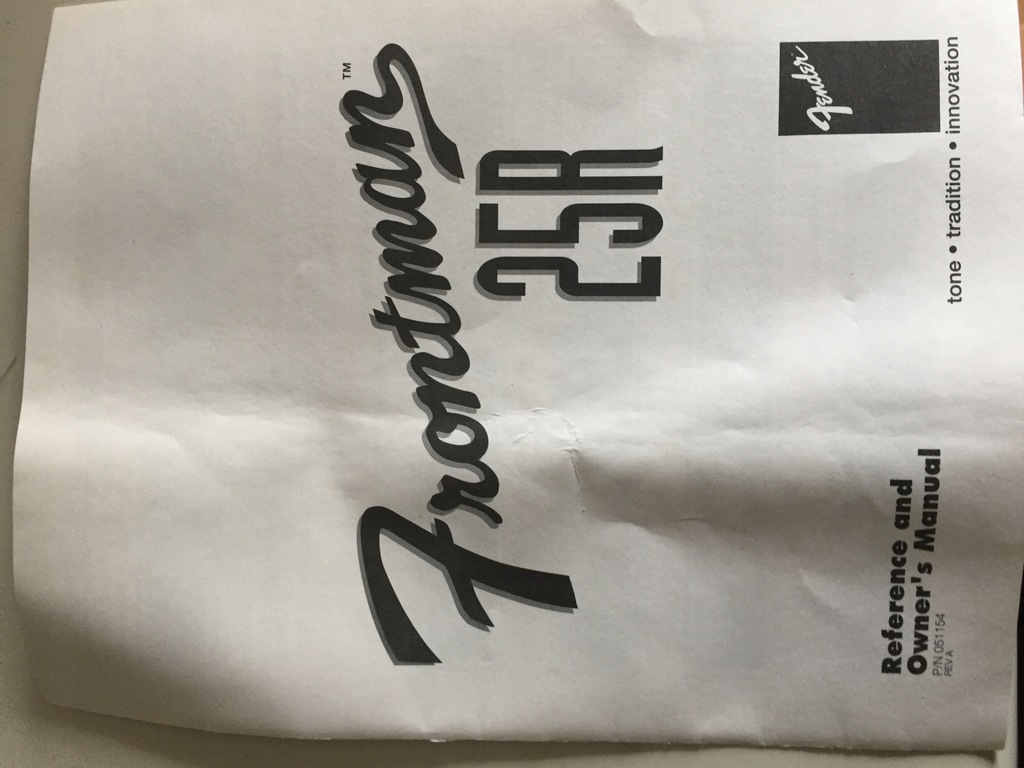 Frontman™
25R
Reference and
Owner's Manual
P/N 051154
REV A
Fender
tone • tradition • innovation